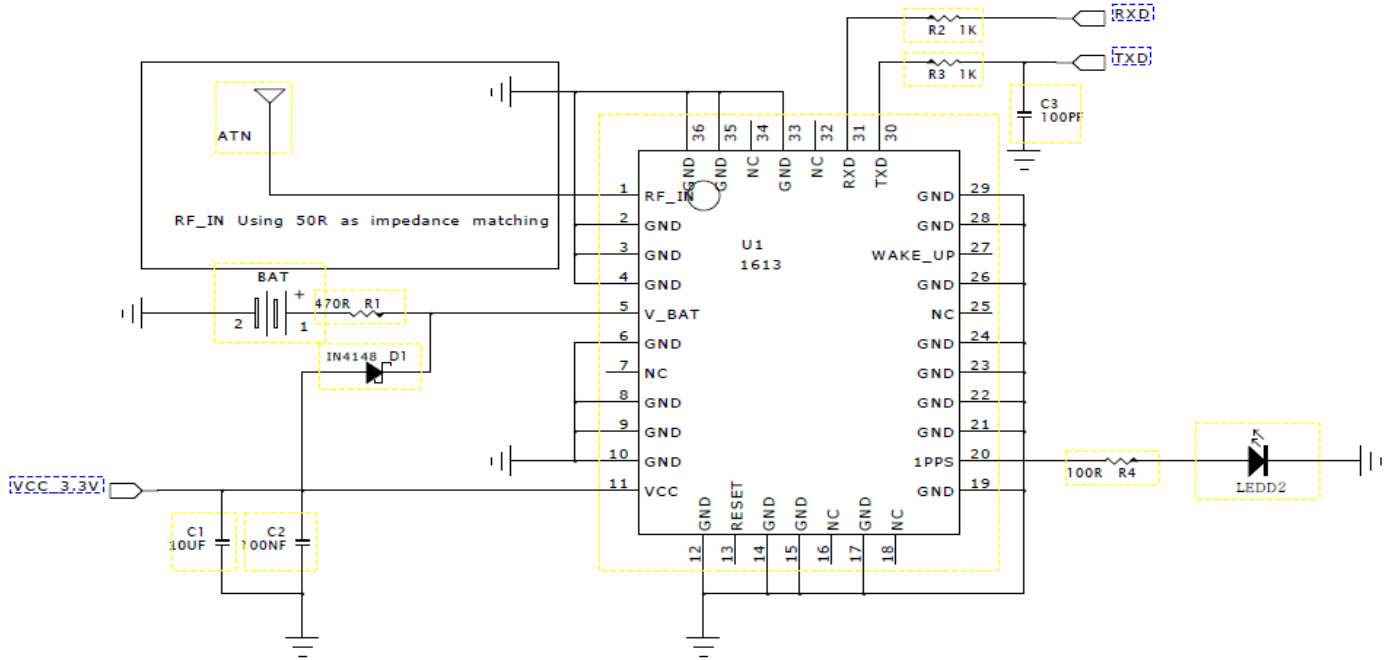 RXD
R2 1K
TXD
R3 1K
C3
100PF
ATN
36
35
34
33
32
31
30
GND
GND
NC
GND
NC
RXD
TXD
1 RF_IN
GND 29
RF_IN Using 50R as impedance matching
2 GND
GND 28
U1
1613
3 GND
WAKE_UP 27
4 GND
GND 26
BAT
+
2
1
470R R1
5 V_BAT
NC 25
6 GND
GND 24
IN4148 D1
7 NC
GND 23
8 GND
GND 22
9 GND
GND 21
10 GND
1PPS 20
100R R4
LEDD2
VCC_3.3V
11 VCC
GND 19
C1
10UF
C2
100NF
GND
RESET
GND
GND
NC
GND
NC
12
13
14
15
16
17
18